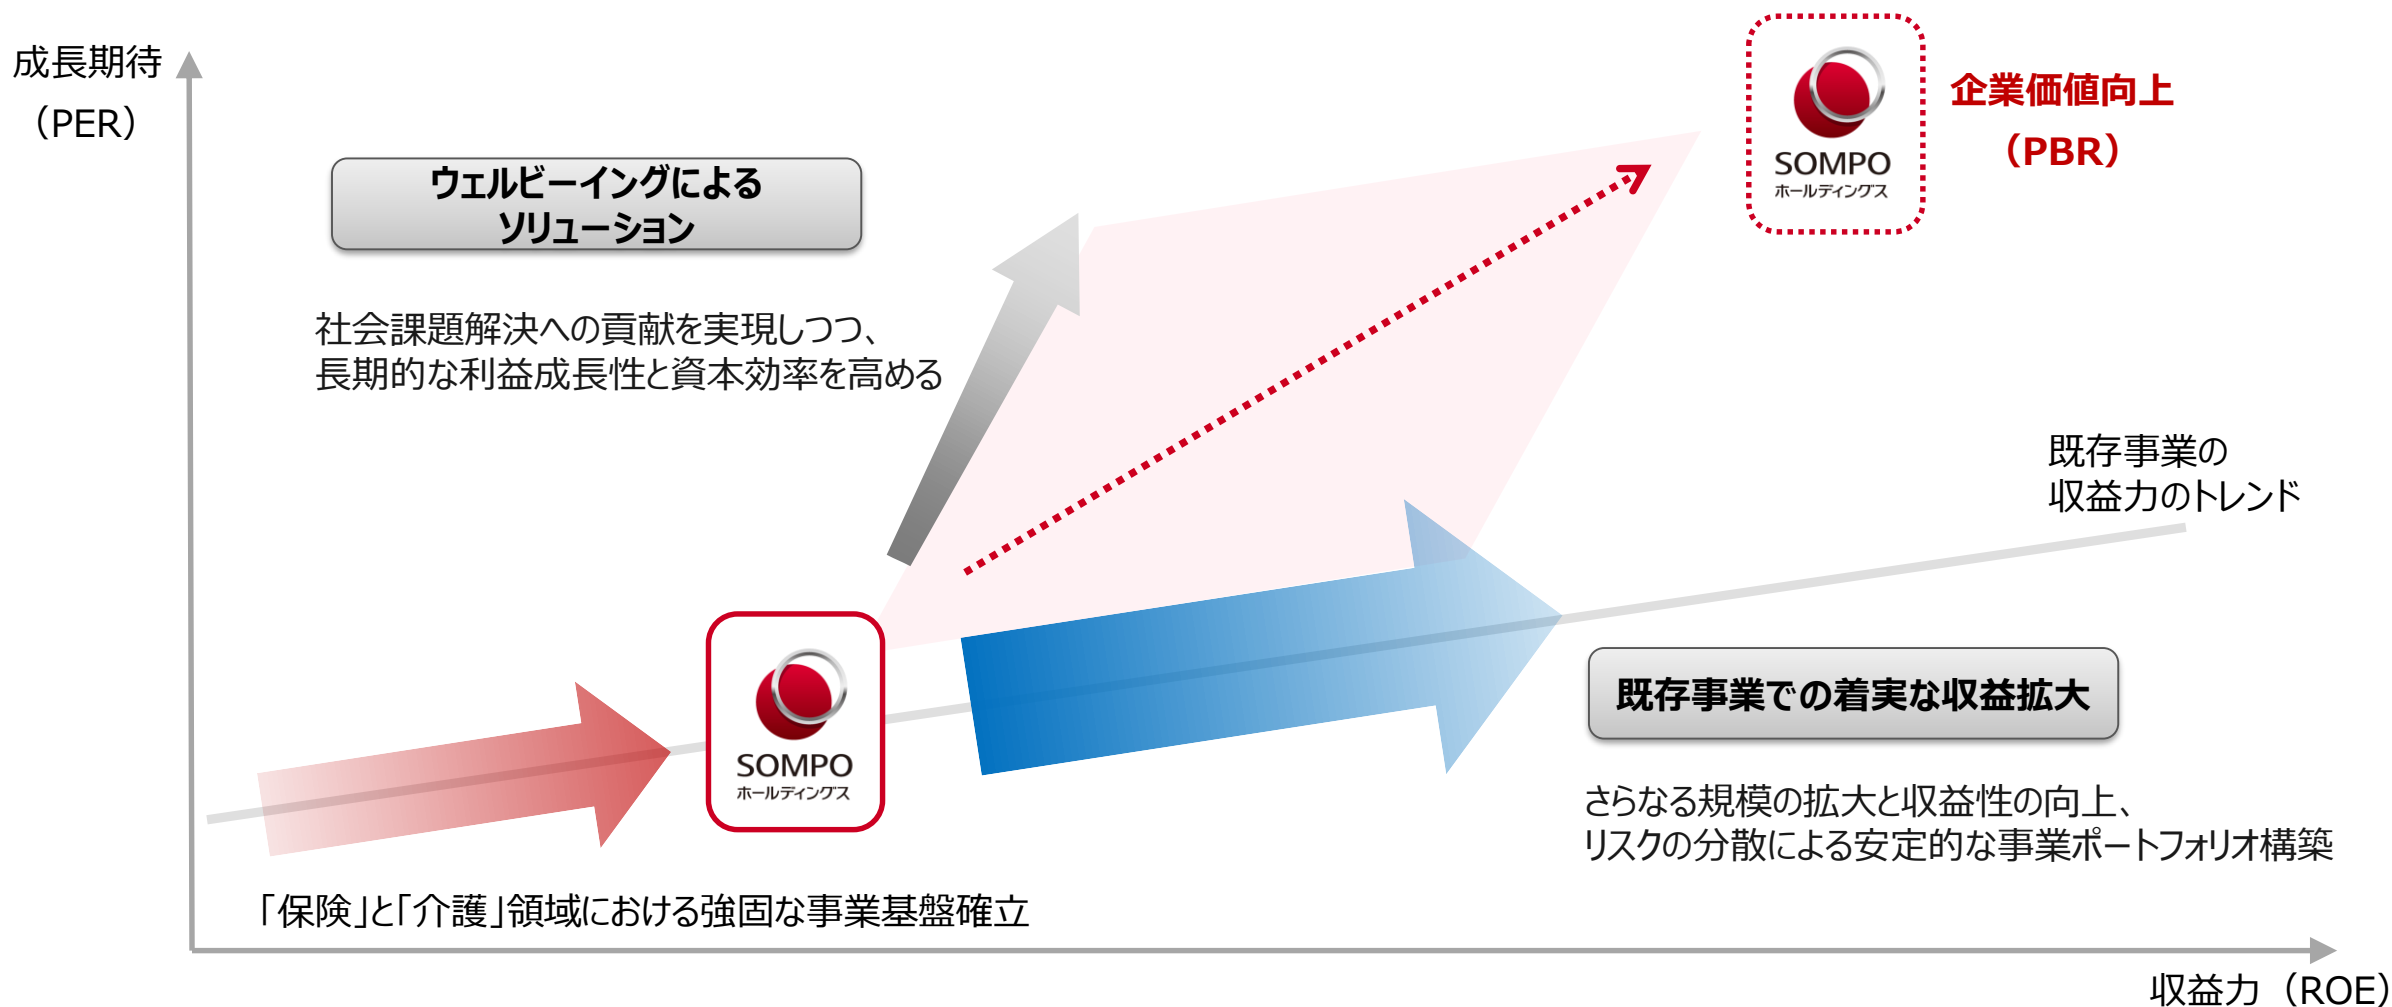 成長期待
（PER）
SOMPO
ホールディングス
企業価値向上
（PBR）
ウェルビーイングによる
ソリューション
社会課題解決への貢献を実現しつつ、
長期的な利益成長性と資本効率を高める
既存事業の
収益力のトレンド
SOMPO
ホールディングス
既存事業での着実な収益拡大
さらなる規模の拡大と収益性の向上、
リスクの分散による安定的な事業ポートフォリオ構築
「保険」と「介護」領域における強固な事業基盤確立
収益力（ROE）